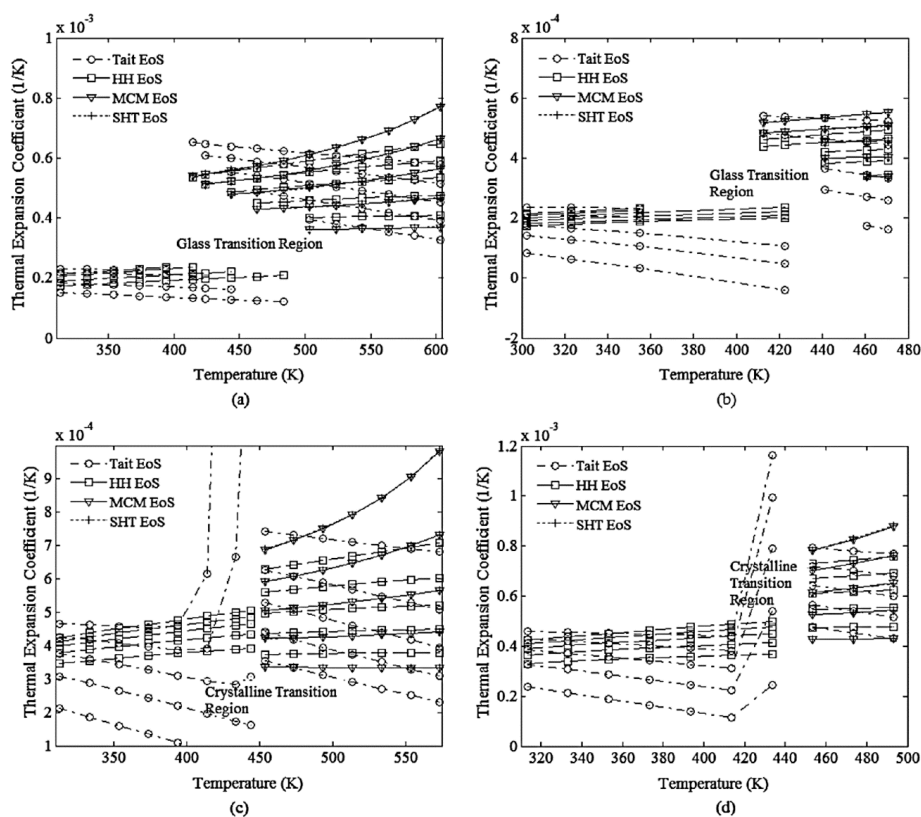 x 10⁻³
1
0.8
0.6
0.4
0.2
0
Thermal Expansion Coefficient (1/K)
Tait EoS
HH EoS
MCM EoS
SHT EoS
Glass Transition Region
350 400 450 500 550 600
Temperature (K)
(a)
x 10⁻⁴
8
6
4
2
0
-2
Thermal Expansion Coefficient (1/K)
Tait EoS
HH EoS
MCM EoS
SHT EoS
Glass Transition
Region
300 320 340 360 380 400 420 440 460 480
Temperature (K)
(b)
x 10⁻⁴
9
8
7
6
5
4
3
2
1
Thermal Expansion Coefficient (1/K)
Tait EoS
HH EoS
MCM EoS
SHT EoS
Crystalline Transition
Region
350 400 450 500 550
Temperature (K)
(c)
x 10⁻³
1.2
1
0.8
0.6
0.4
0.2
0
Thermal Expansion Coefficient (1/K)
Tait EoS
HH EoS
MCM EoS
SHT EoS
Crystalline
Transition
Region
320 340 360 380 400 420 440 460 480 500
Temperature (K)
(d)